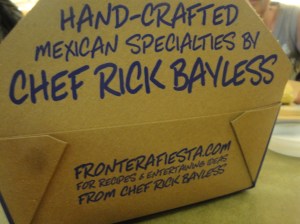 HAND-CRAFTED
MEXICAN SPECIALTIES BY
CHEF RICK BAYLESS
FRONTERAFIESTA.COM
FOR RECIPES & ENTERTAINING IDEAS
FROM CHEF RICK BAYLESS